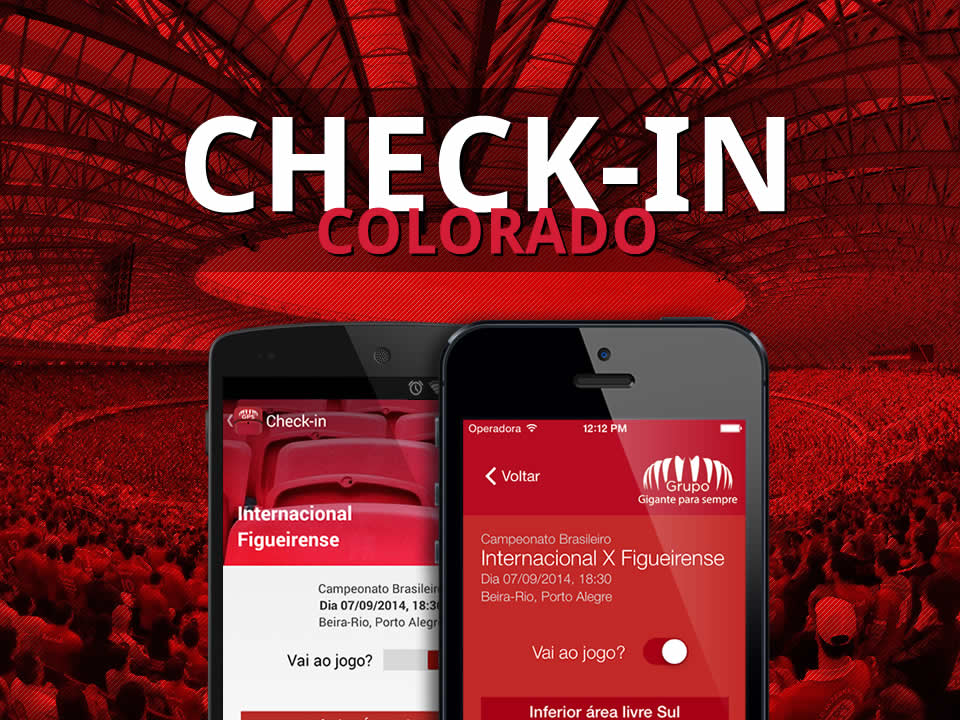 CHECK-IN
COLORADO
GPS
Check-in
Internacional
Figueirense
Campeonato Brasileiro
Dia 07/09/2014, 18:30
Beira-Rio, Porto Alegre
Vai ao jogo?
Operadora
12:12 PM
Voltar
Grupo
Gigante para sempre
Campeonato Brasileiro
Internacional X Figueirense
Dia 07/09/2014, 18:30
Beira-Rio, Porto Alegre
Vai ao jogo?
Inferior área livre Sul